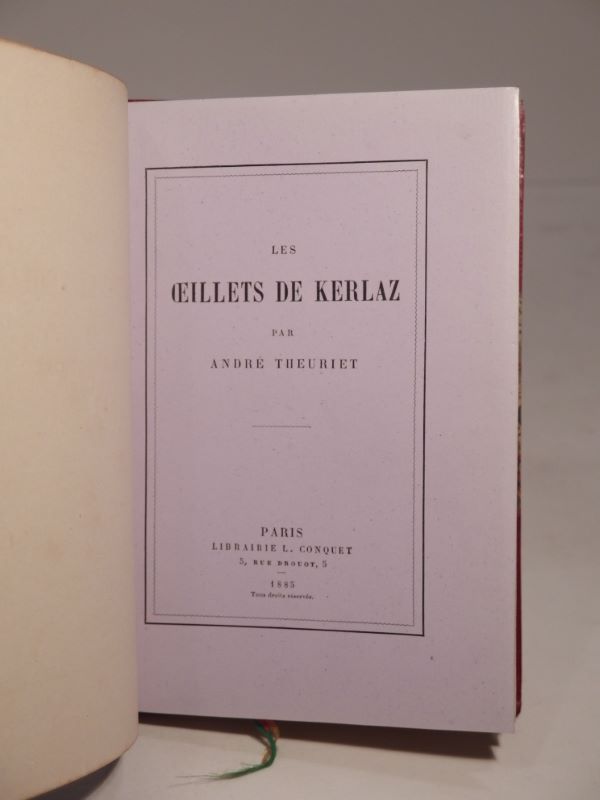 LES
ŒILLETS DE KERLAZ
PAR
ANDRÉ THEURIET
PARIS
LIBRAIRIE L. CONQUET
5, RUE DROUOT, 5
1885
Tous droits réservés.